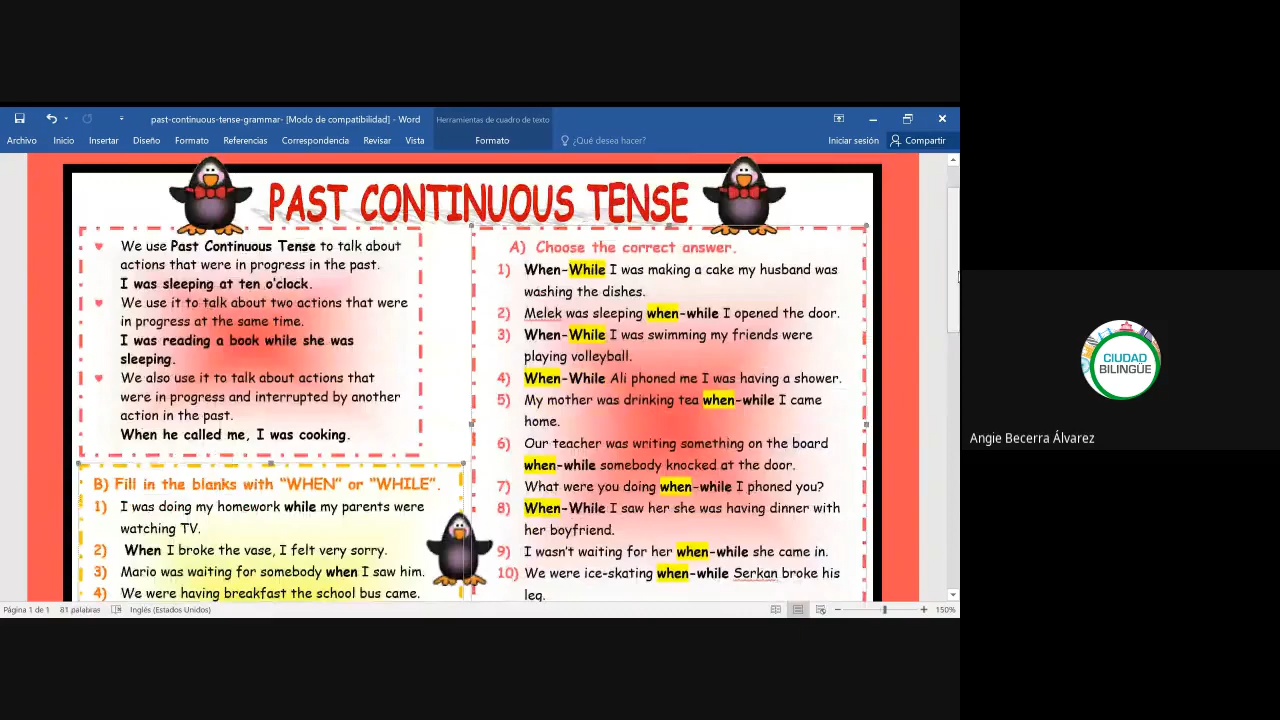 past-continuous-tense-grammar- [Modo de compatibilidad] - Word
Herramientas de cuadro de texto
Archivo
Inicio
Insertar
Diseño
Formato
Referencias
Correspondencia
Revisar
Vista
Formato
¿Qué desea hacer?
Iniciar sesión
Compartir
PAST CONTINUOUS TENSE
We use Past Continuous Tense to talk about
actions that were in progress in the past.
I was sleeping at ten o'clock.
We use it to talk about two actions that were
in progress at the same time.
I was reading a book while she was
sleeping.
We also use it to talk about actions that
were in progress and interrupted by another
action in the past.
When he called me, I was cooking.
B) Fill in the blanks with “WHEN” or “WHILE”.
1) I was doing my homework while my parents were
watching TV.
2) When I broke the vase, I felt very sorry.
3) Mario was waiting for somebody when I saw him.
4) We were having breakfast the school bus came.
A) Choose the correct answer.
1) When-While I was making a cake my husband was
washing the dishes.
2) Melek was sleeping when-while I opened the door.
3) When-While I was swimming my friends were
playing volleyball.
4) When-While Ali phoned me I was having a shower.
5) My mother was drinking tea when-while I came
home.
6) Our teacher was writing something on the board
when-while somebody knocked at the door.
7) What were you doing when-while I phoned you?
8) When-While I saw her she was having dinner with
her boyfriend.
9) I wasn't waiting for her when-while she came in.
10) We were ice-skating when-while Serkan broke his
leg.
Página 1 de 1
81 palabras
Inglés (Estados Unidos)
150%
CIUDAD
BILINGÜE
Angie Becerra Álvarez